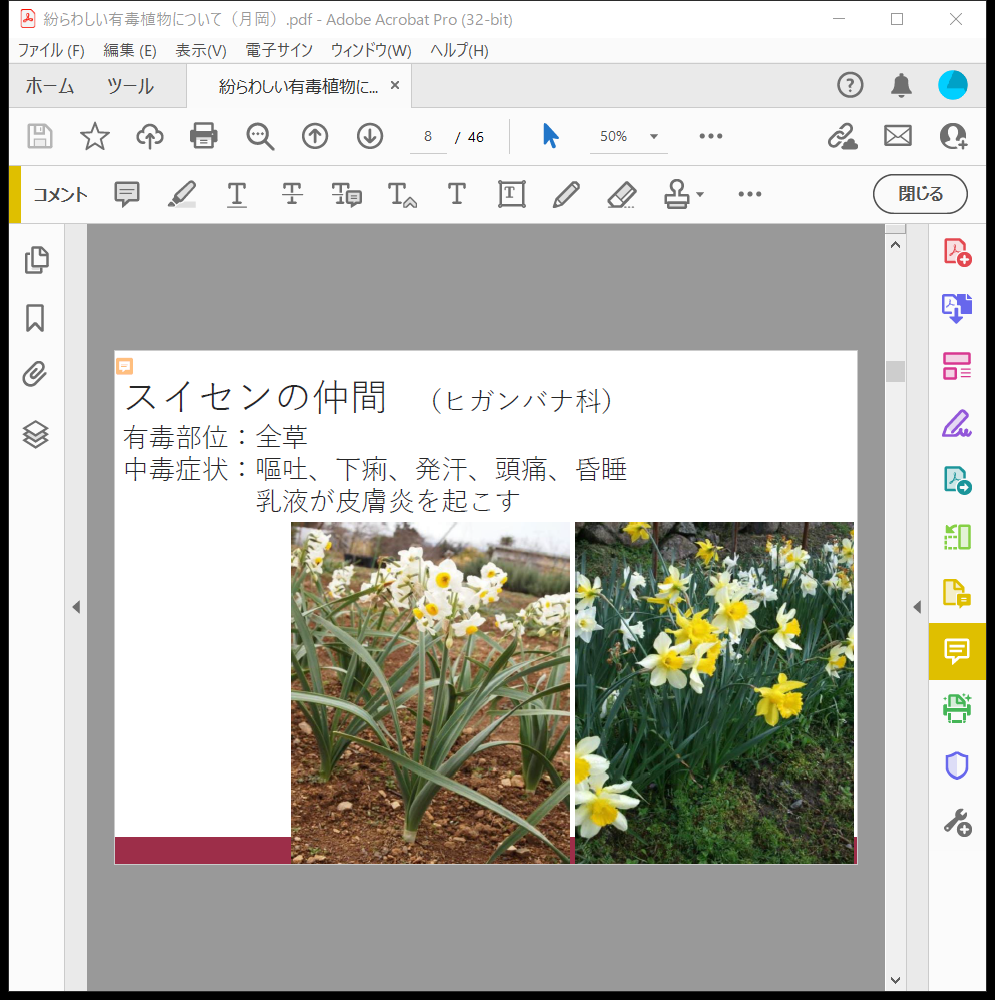 紛らわしい有毒植物について（月岡）.pdf - Adobe Acrobat Pro (32-bit)
ファイル (F) 編集 (E) 表示(V) 電子サイン ウィンドウ(W) ヘルプ(H)
ホーム ツール 紛らわしい有毒植物に... ×
8 / 46 50%
コメント 閉じる
スイセンの仲間 （ヒガンバナ科）
有毒部位：全草
中毒症状：嘔吐、下痢、発汗、頭痛、昏睡
乳液が皮膚炎を起こす